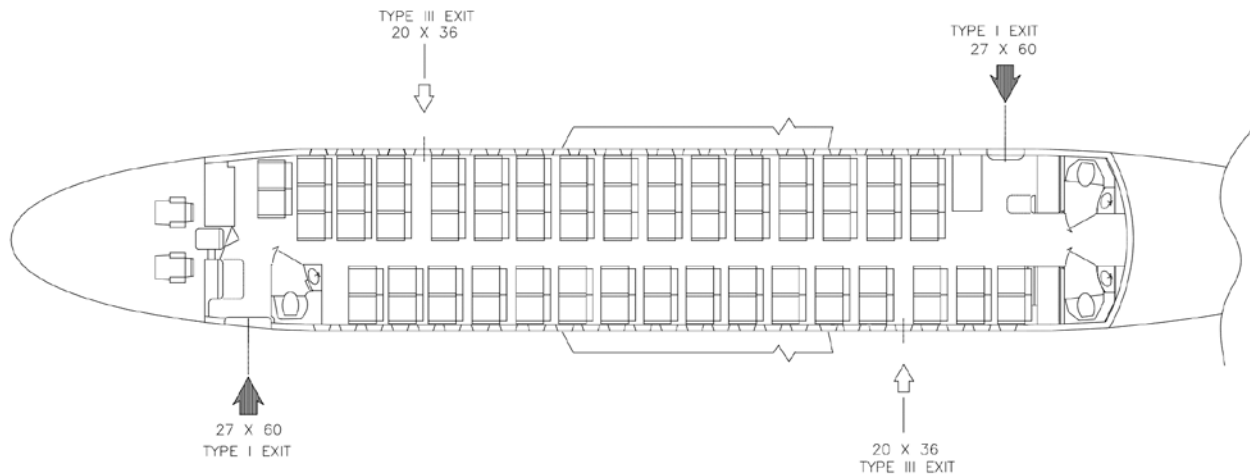 TYPE III EXIT
20 X 36
TYPE I EXIT
27 X 60
27 X 60
TYPE I EXIT
20 X 36
TYPE III EXIT